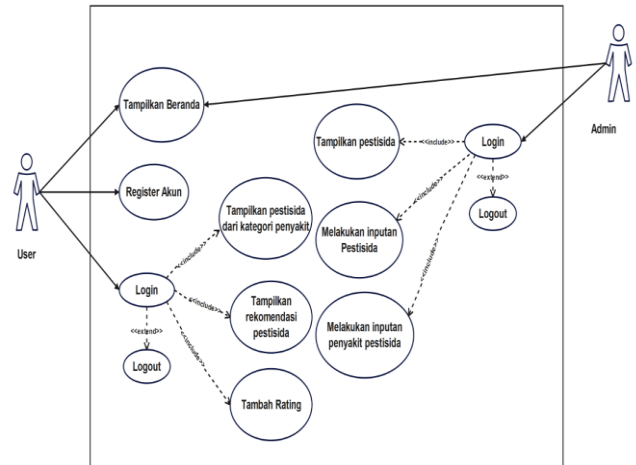 Tampilkan Beranda
Admin
Tampilkan pestisida
<<include>>
Login
<<extend>>
Register Akun
<<include>>
Logout
Tampilkan pestisida
dari kategori penyakit
Melakukan inputan
Pestisida
User
<<include>>
<<include>>
Login
<<include>>
Tampilkan
rekomendasi
pestisida
Melakukan inputan
penyakit pestisida
<<extend>>
<<include>>
Logout
Tambah Rating